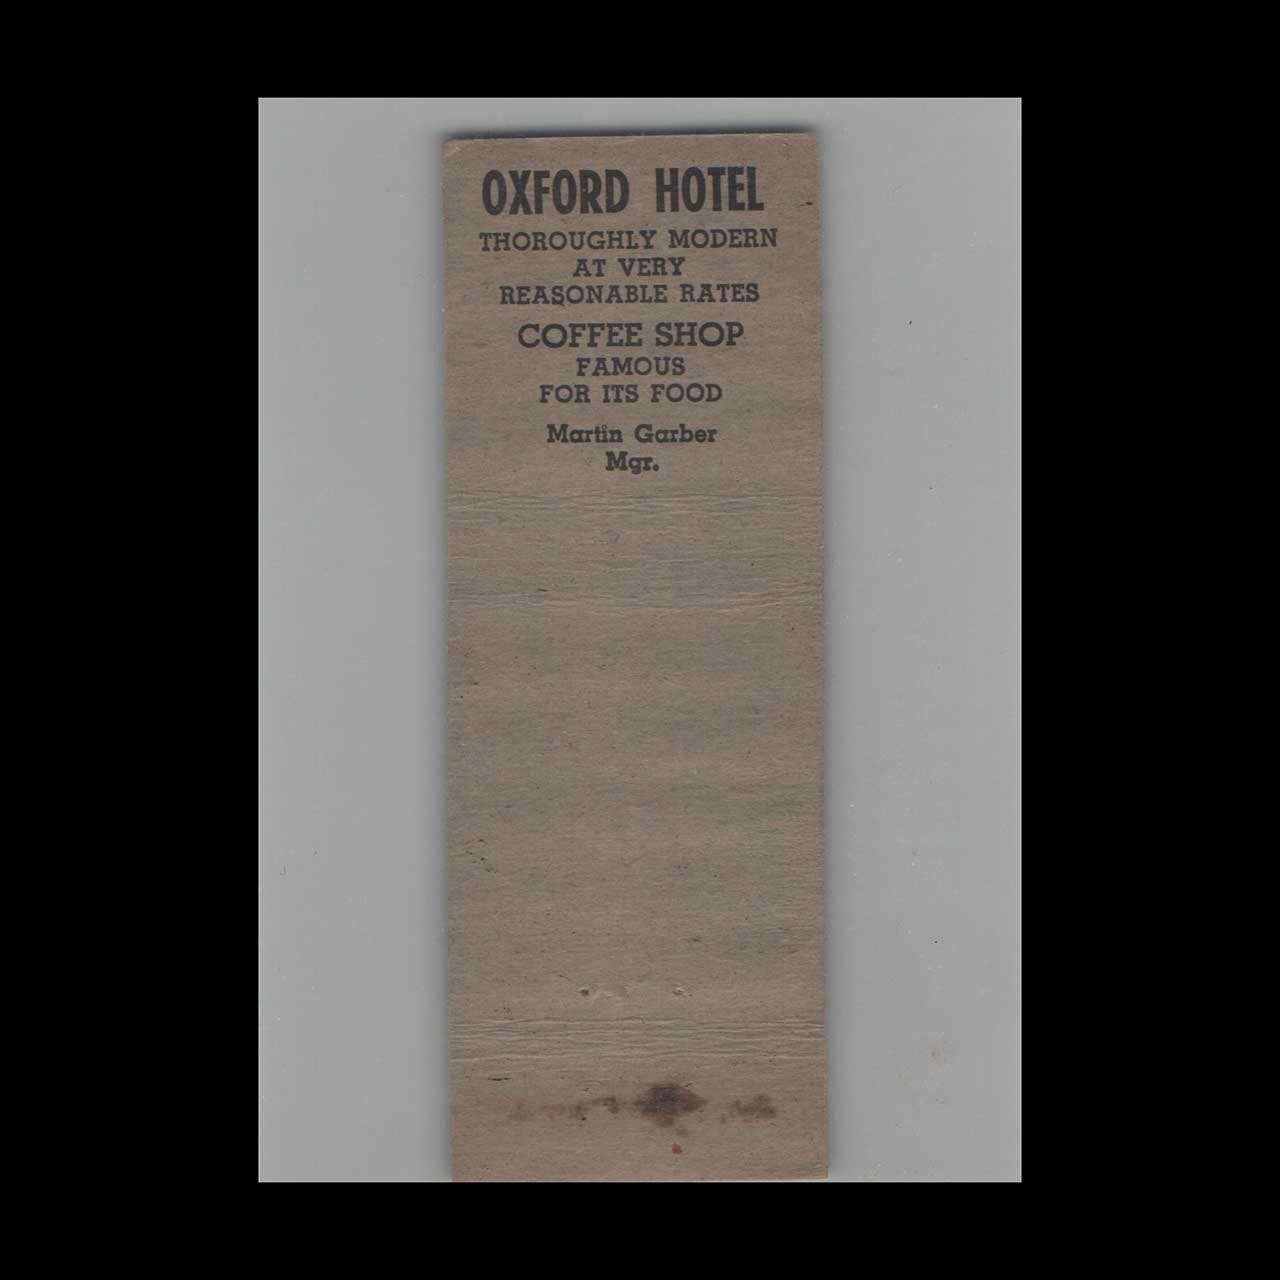 OXFORD HOTEL
THOROUGHLY MODERN
AT VERY
REASONABLE RATES
COFFEE SHOP
FAMOUS
FOR ITS FOOD
Martin Garber
Mgr.